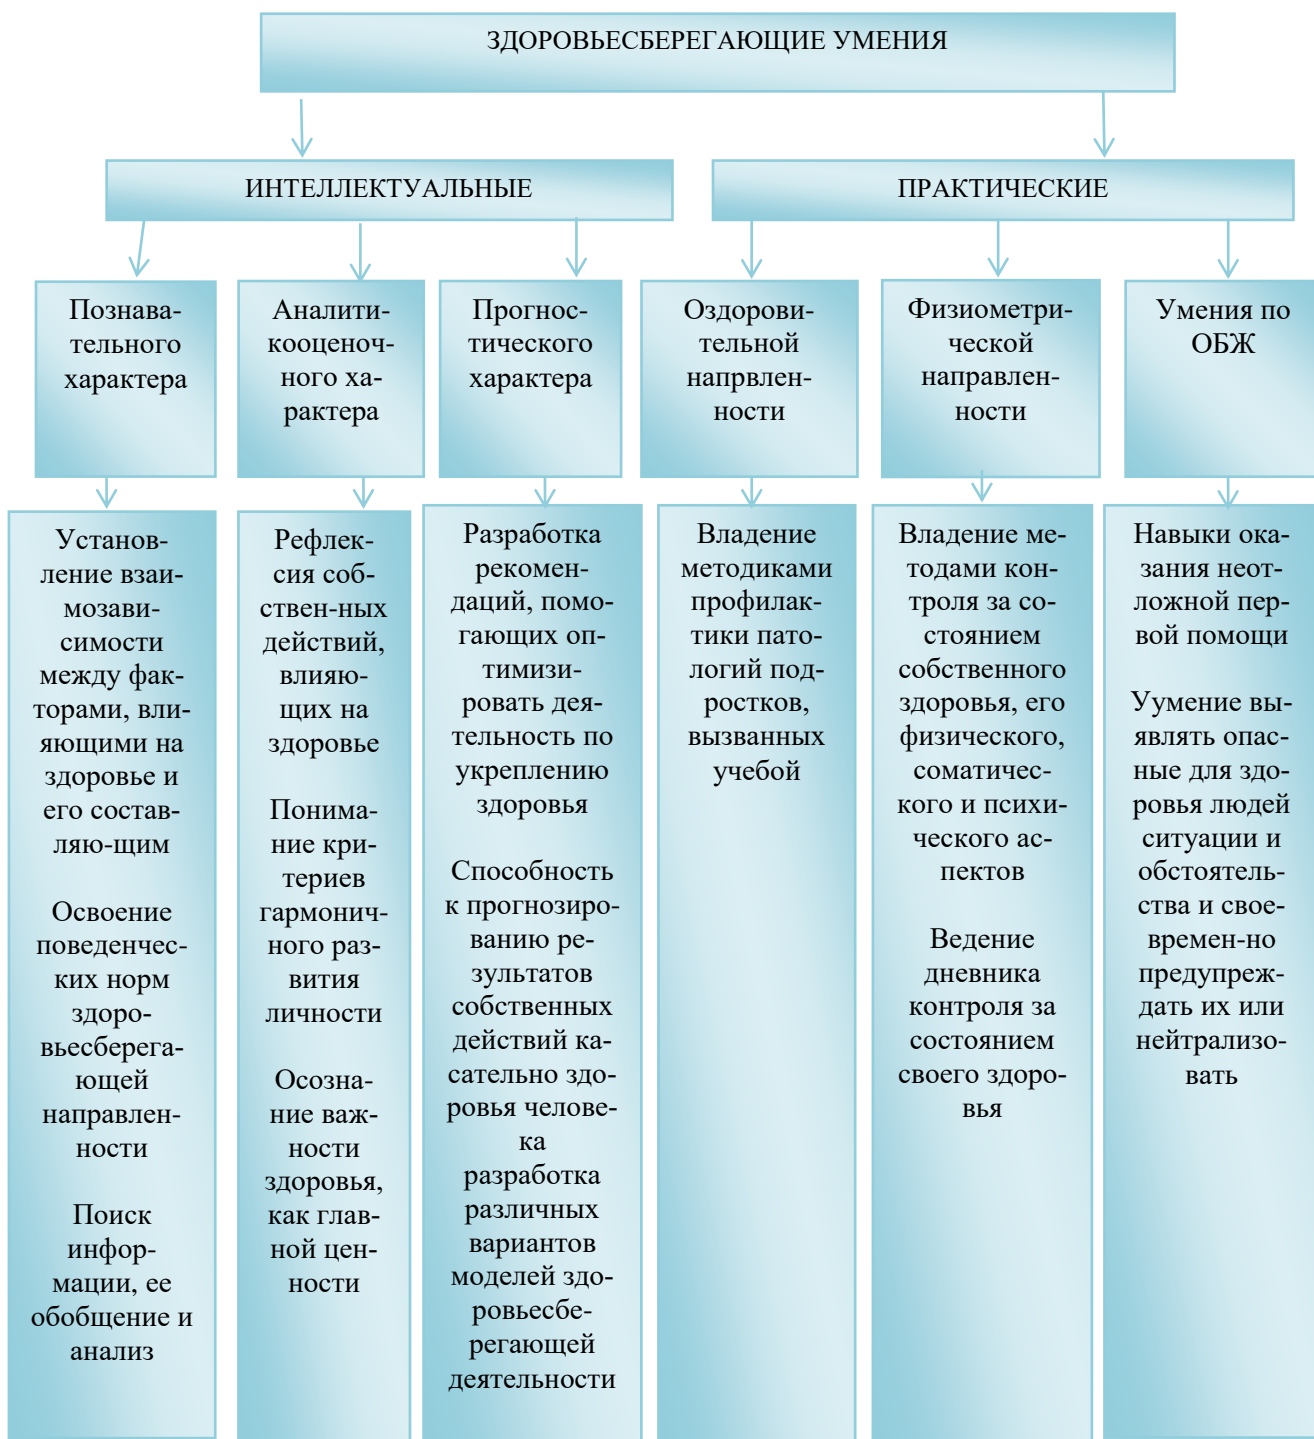 ЗДОРОВЬЕСБЕРЕГАЮЩИЕ УМЕНИЯ
ИНТЕЛЛЕКТУАЛЬНЫЕ
ПРАКТИЧЕСКИЕ
Познава-
тельного
характера
Аналити-
кооценоч-
ного ха-
рактера
Прогнос-
тического
характера
Оздорови-
тельной
напрвлен-
ности
Физиометри-
ческой
направлен-
ности
Умения по
ОБЖ
Установ-
ление взаи-
мозави-
симости
между фак-
торами, вли-
яющими на
здоровье и
его состав-
ляю-щим
Освоение
поведенчес-
ких норм
здоро-
вьесберега-
ющей
направлен-
ности
Поиск
инфор-
мации, ее
обобщение и
анализ
Рефлек-
сия соб-
ствен-ных
действий,
влияю-
щих на
здоровье
Понима-
ние кри-
териев
гармонич-
ного раз-
вития
личности
Осозна-
ние важ-
ности
здоровья,
как глав-
ной цен-
ности
Разработка
рекомен-
даций, помо-
гающих оп-
тимизи-
ровать дея-
тельность по
укреплению
здоровья
Способность
к прогнозиро-
ванию ре-
зультатов
собственных
действий ка-
сательно здо-
ровья челове-
ка
разработка
различных
вариантов
моделей здо-
ровьесбе-
регающей
деятельности
Владение
методиками
профилак-
тики пато-
логий под-
ростков,
вызванных
учебой
Владение ме-
тодами кон-
троля за со-
стоянием
собственного
здоровья, его
физического,
соматичес-
кого и психи-
ческого ас-
пектов
Ведение
дневника
контроля за
состоянием
своего здоро-
вья
Навыки ока
зания неот-
ложной пер-
вой помощи
Уумение вы-
являть опас-
ные для здо-
ровья людей
ситуации и
обстоятель-
ства и свое-
времен-но
предупреж-
дать их или
нейтрализо-
вать